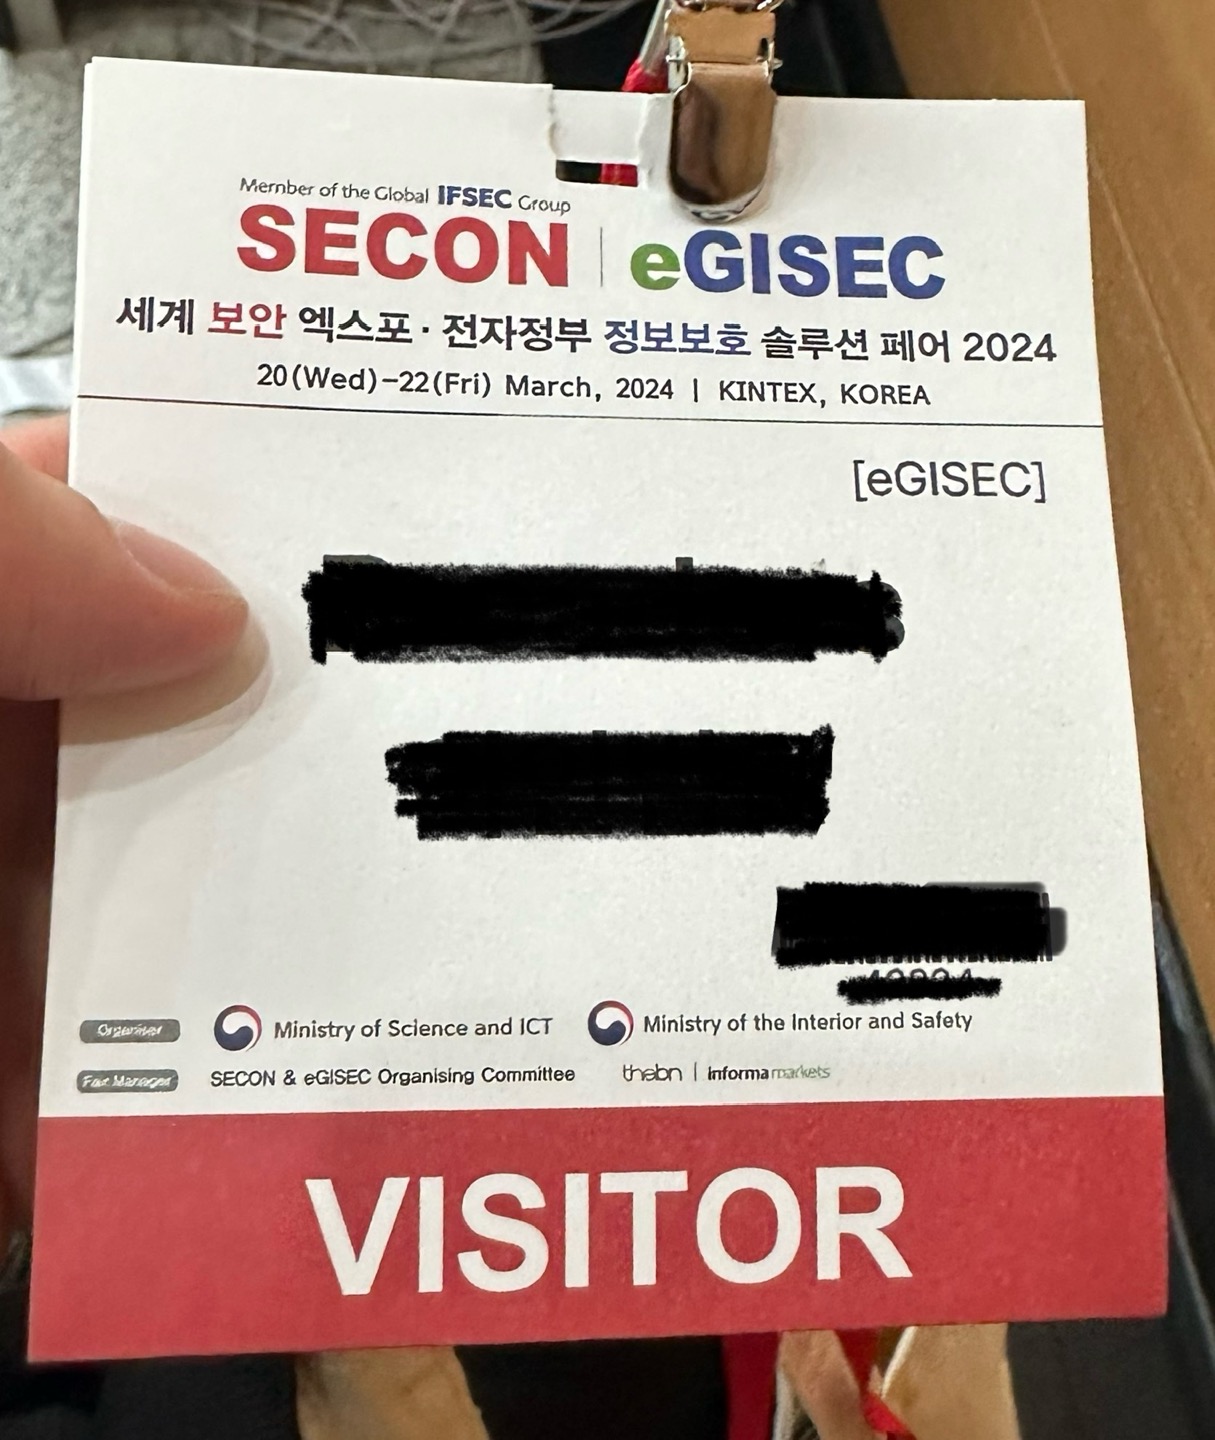 Member of the Global IFSEC Group
SECON | eGISEC
세계 보안 엑스포 · 전자정부 정보보호 솔루션 페어 2024
20(Wed)-22(Fri) March, 2024 | KINTEX, KOREA
[eGISEC]
Organiser Ministry of Science and ICT Ministry of the Interior and Safety
Fair Manager SECON & eGISEC Organising Committee thebn | informa markets
VISITOR